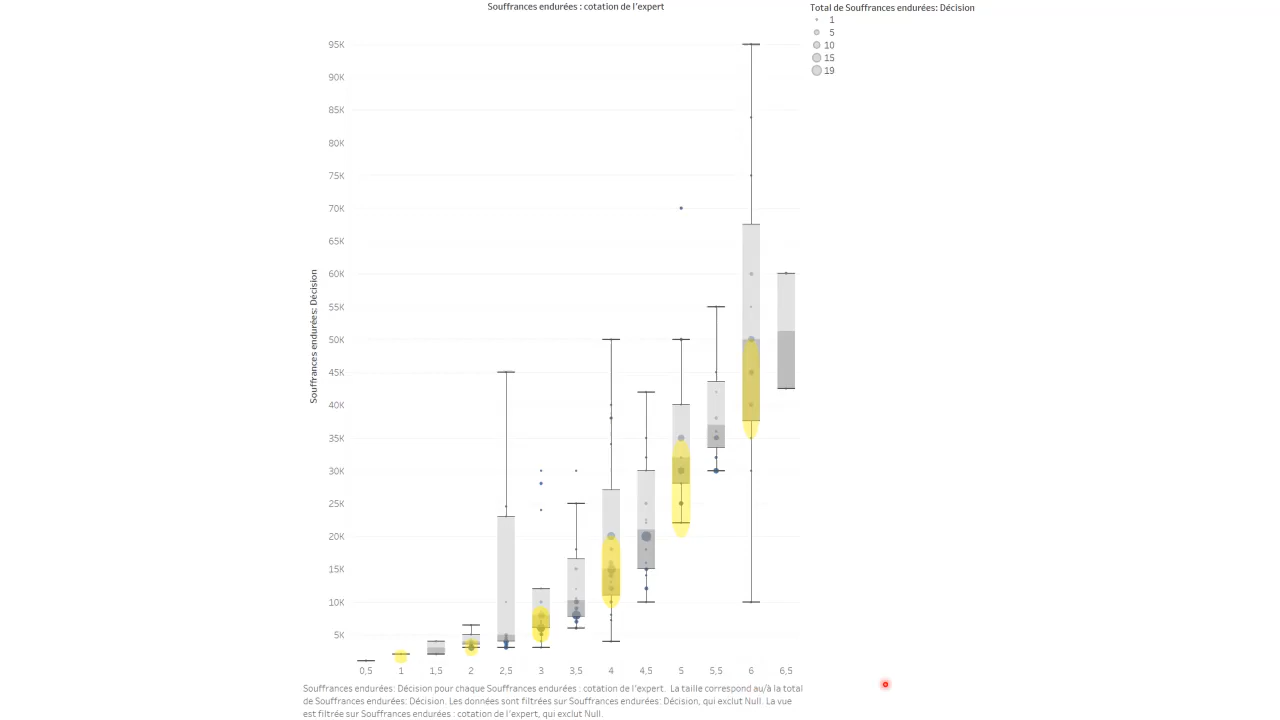 Souffrances endurées : cotation de l'expert
Total de Souffrances endurées: Décision
1
5
10
15
19
95K
90K
85K
80K
75K
70K
65K
60K
55K
50K
45K
40K
35K
30K
25K
20K
15K
10K
5K
Souffrances endurées: Décision
0,5 1 1,5 2 2,5 3 3,5 4 4,5 5 5,5 6 6,5
Souffrances endurées: Décision pour chaque Souffrances endurées : cotation de l'expert. La taille correspond au/à la total
de Souffrances endurées: Décision. Les données sont filtrées sur Souffrances endurées: Décision, qui exclut Null. La vue
est filtrée sur Souffrances endurées : cotation de l'expert, qui exclut Null.